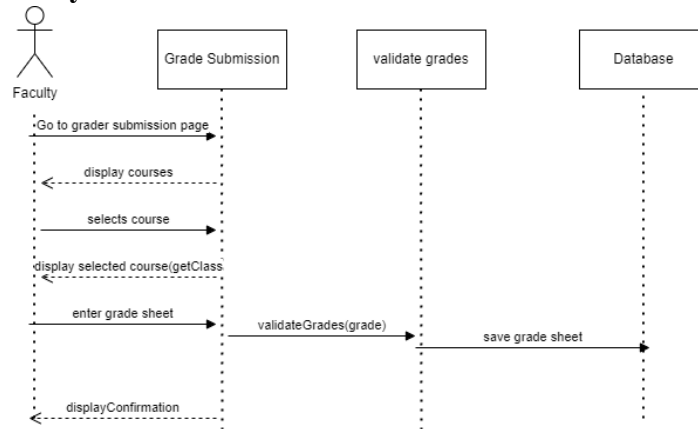 Grade Submission
validate grades
Database
Faculty
Go to grader submission page
display courses
selects course
display selected course(getClass
enter grade sheet
validateGrades(grade)
save grade sheet
displayConfirmation